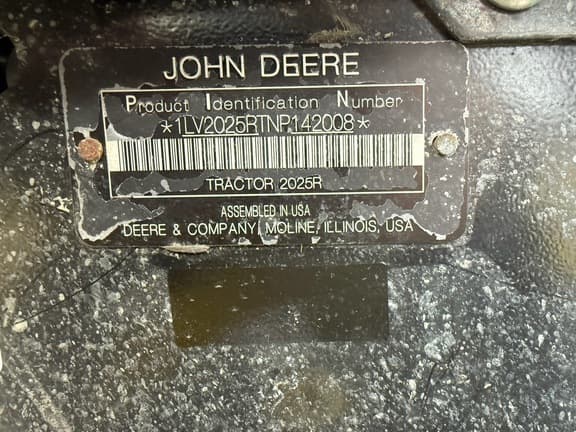 JOHN DEERE
Product Identification Number
*1LV2025RTNP142008*
TRACTOR 2025R
ASSEMBLED IN USA
DEERE & COMPANY, MOLINE, ILLINOIS, USA